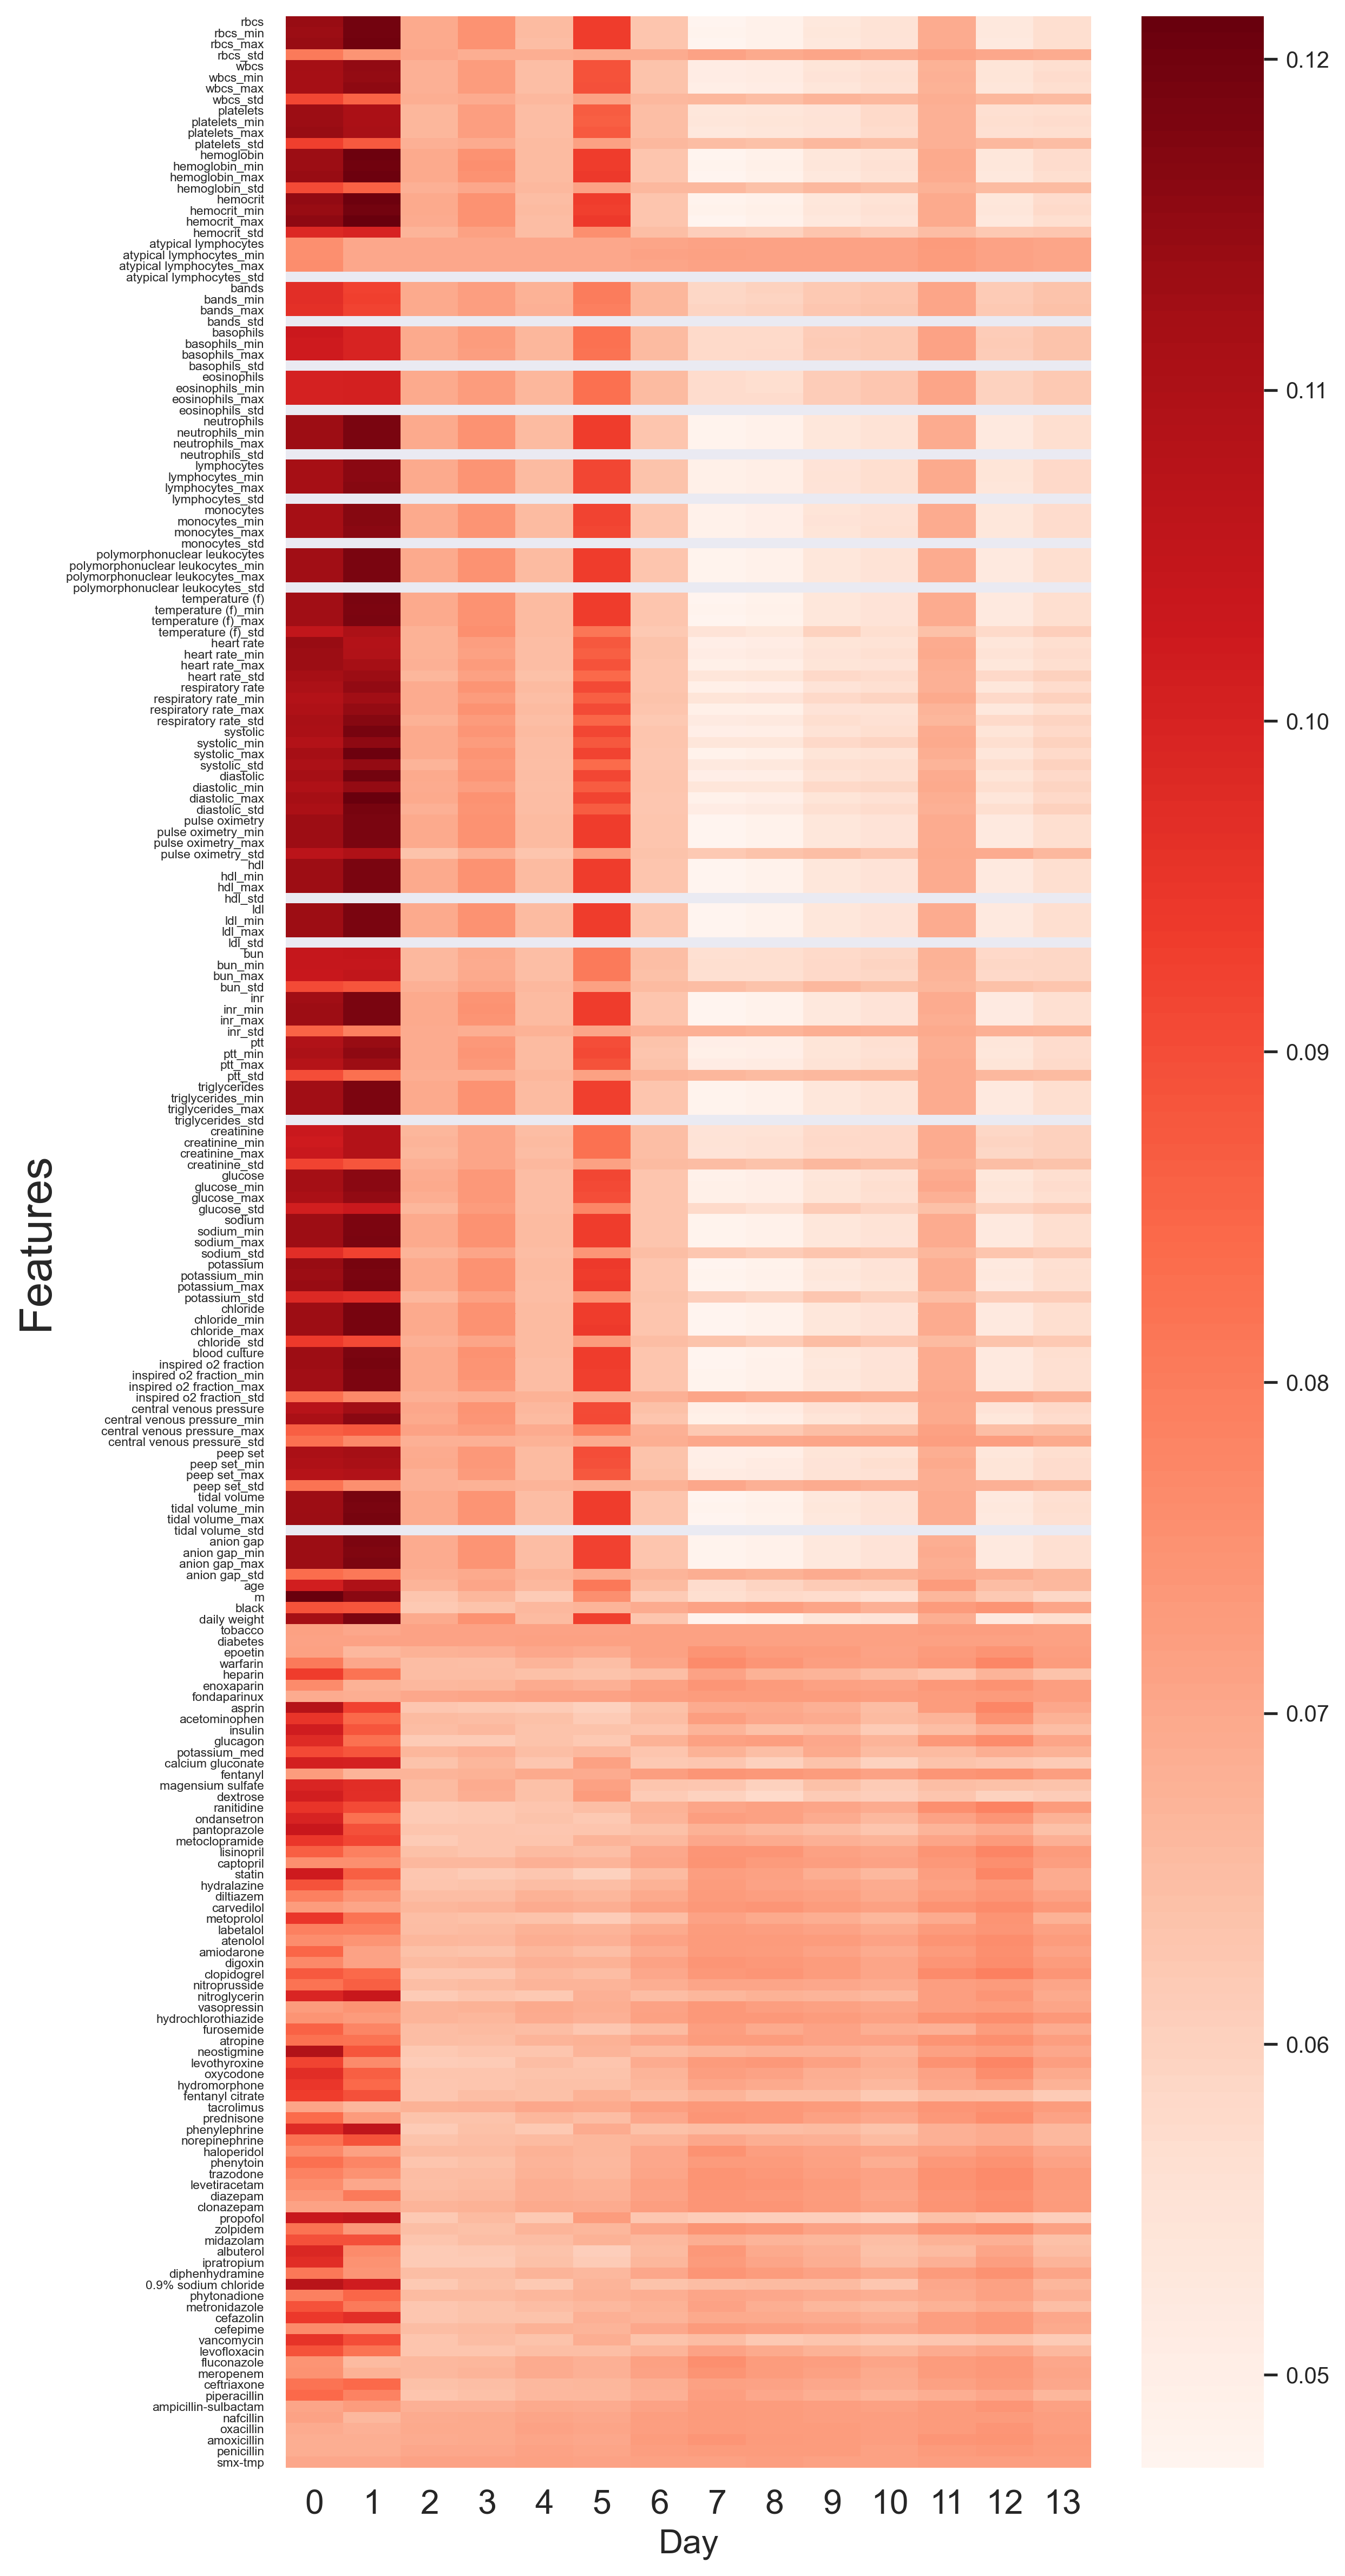 rbcs
rbcs_min
rbcs_max
rbcs_std
wbcs
wbcs_min
wbcs_max
wbcs_std
platelets
platelets_min
platelets_max
platelets_std
hemoglobin
hemoglobin_min
hemoglobin_max
hemoglobin_std
hemocrit
hemocrit_min
hemocrit_max
hemocrit_std
atypical lymphocytes
atypical lymphocytes_min
atypical lymphocytes_max
atypical lymphocytes_std
bands
bands_min
bands_max
bands_std
basophils
basophils_min
basophils_max
basophils_std
eosinophils
eosinophils_min
eosinophils_max
eosinophils_std
neutrophils
neutrophils_min
neutrophils_max
neutrophils_std
lymphocytes
lymphocytes_min
lymphocytes_max
lymphocytes_std
monocytes
monocytes_min
monocytes_max
monocytes_std
polymorphonuclear leukocytes
polymorphonuclear leukocytes_min
polymorphonuclear leukocytes_max
polymorphonuclear leukocytes_std
temperature (f)
temperature (f)_min
temperature (f)_max
temperature (f)_std
heart rate
heart rate_min
heart rate_max
heart rate_std
respiratory rate
respiratory rate_min
respiratory rate_max
respiratory rate_std
systolic
systolic_min
systolic_max
systolic_std
diastolic
diastolic_min
diastolic_max
diastolic_std
pulse oximetry
pulse oximetry_min
pulse oximetry_max
pulse oximetry_std
hdl
hdl_min
hdl_max
hdl_std
ldl
ldl_min
ldl_max
ldl_std
bun
bun_min
bun_max
bun_std
inr
inr_min
inr_max
inr_std
ptt
ptt_min
ptt_max
ptt_std
triglycerides
triglycerides_min
triglycerides_max
triglycerides_std
creatinine
creatinine_min
creatinine_max
creatinine_std
glucose
glucose_min
glucose_max
glucose_std
sodium
sodium_min
sodium_max
sodium_std
potassium
potassium_min
potassium_max
potassium_std
chloride
chloride_min
chloride_max
chloride_std
blood culture
inspired o2 fraction
inspired o2 fraction_min
inspired o2 fraction_max
inspired o2 fraction_std
central venous pressure
central venous pressure_min
central venous pressure_max
central venous pressure_std
peep set
peep set_min
peep set_max
peep set_std
tidal volume
tidal volume_min
tidal volume_max
tidal volume_std
anion gap
anion gap_min
anion gap_max
anion gap_std
age
m
black
daily weight
tobacco
diabetes
epoetin
warfarin
heparin
enoxaparin
fondaparinux
asprin
acetominophen
insulin
glucagon
potassium_med
calcium gluconate
fentanyl
magensium sulfate
dextrose
ranitidine
ondansetron
pantoprazole
metoclopramide
lisinopril
captopril
statin
hydralazine
diltiazem
carvedilol
metoprolol
labetalol
atenolol
amiodarone
digoxin
clopidogrel
nitroprusside
nitroglycerin
vasopressin
hydrochlorothiazide
furosemide
atropine
neostigmine
levothyroxine
oxycodone
hydromorphone
fentanyl citrate
tacrolimus
prednisone
phenylephrine
norepinephrine
haloperidol
phenytoin
trazodone
levetiracetam
diazepam
clonazepam
propofol
zolpidem
midazolam
albuterol
ipratropium
diphenhydramine
0.9% sodium chloride
phytonadione
metronidazole
cefazolin
cefepime
vancomycin
levofloxacin
fluconazole
meropenem
ceftriaxone
piperacillin
ampicillin-sulbactam
nafcillin
oxacillin
amoxicillin
penicillin
smx-tmp
Features
0 1 2 3 4 5 6 7 8 9 10 11 12 13
Day
0.12
0.11
0.10
0.09
0.08
0.07
0.06
0.05